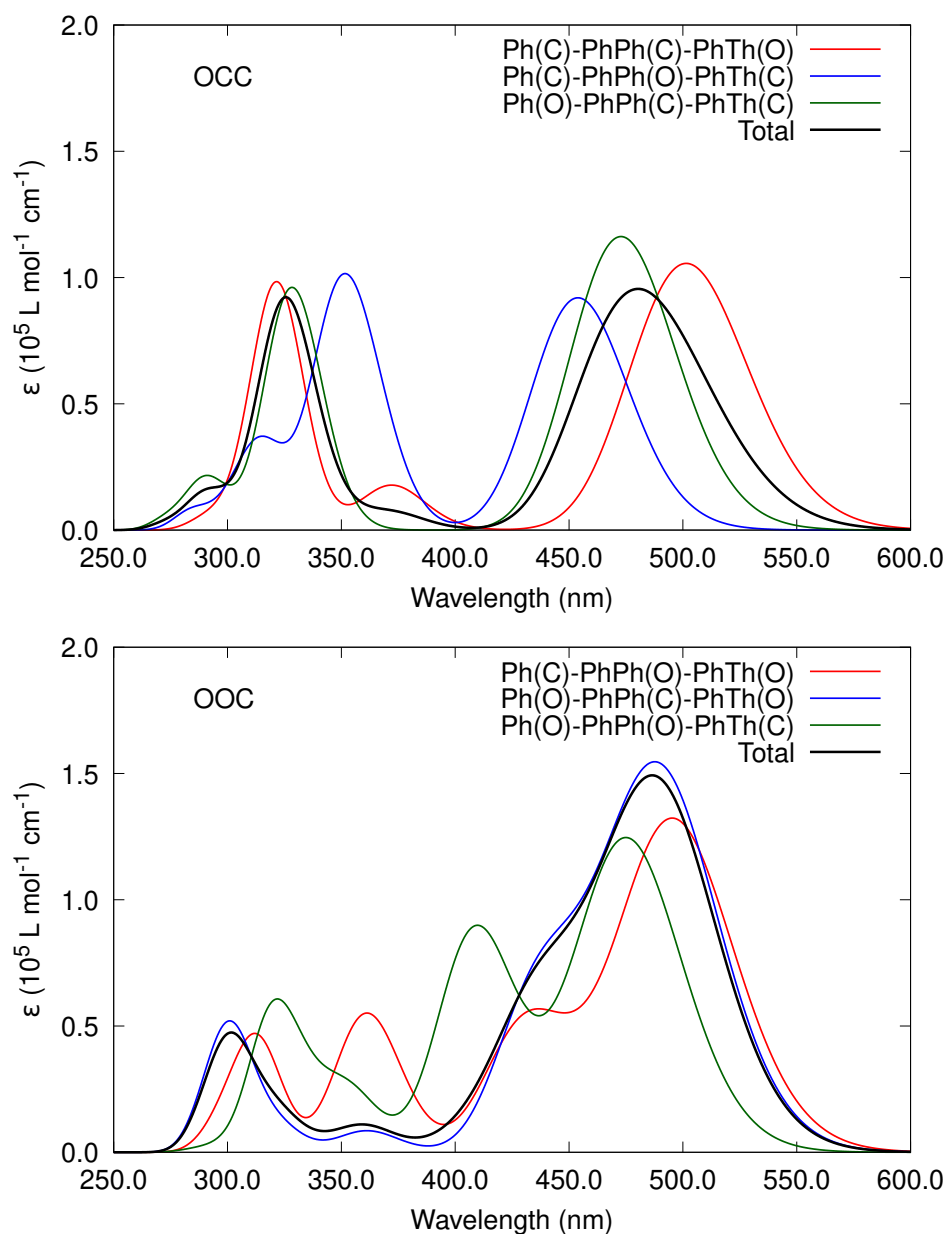 2.0
1.5
1.0
0.5
0.0
ε (10⁵ L mol⁻¹ cm⁻¹)
OCC
Ph(C)-PhPh(C)-PhTh(O)
Ph(C)-PhPh(O)-PhTh(C)
Ph(O)-PhPh(C)-PhTh(C)
Total
250.0 300.0 350.0 400.0 450.0 500.0 550.0 600.0
Wavelength (nm)
2.0
1.5
1.0
0.5
0.0
ε (10⁵ L mol⁻¹ cm⁻¹)
OOC
Ph(C)-PhPh(O)-PhTh(O)
Ph(O)-PhPh(C)-PhTh(O)
Ph(O)-PhPh(O)-PhTh(C)
Total
250.0 300.0 350.0 400.0 450.0 500.0 550.0 600.0
Wavelength (nm)